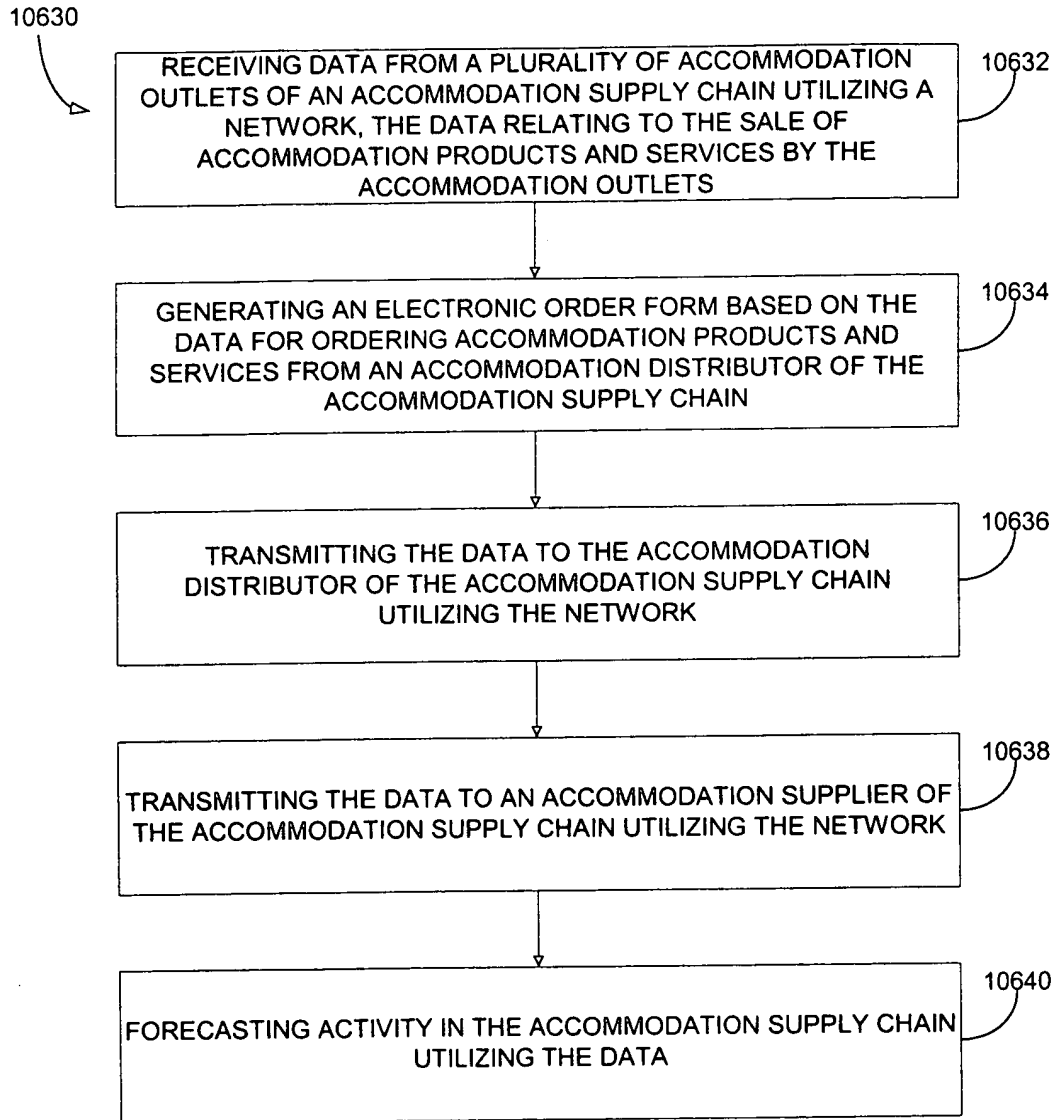 10630
RECEIVING DATA FROM A PLURALITY OF ACCOMMODATION
OUTLETS OF AN ACCOMMODATION SUPPLY CHAIN UTILIZING A
NETWORK, THE DATA RELATING TO THE SALE OF
ACCOMMODATION PRODUCTS AND SERVICES BY THE
ACCOMMODATION OUTLETS
10632
GENERATING AN ELECTRONIC ORDER FORM BASED ON THE
DATA FOR ORDERING ACCOMMODATION PRODUCTS AND
SERVICES FROM AN ACCOMMODATION DISTRIBUTOR OF THE
ACCOMMODATION SUPPLY CHAIN
10634
TRANSMITTING THE DATA TO THE ACCOMMODATION
DISTRIBUTOR OF THE ACCOMMODATION SUPPLY CHAIN
UTILIZING THE NETWORK
10636
TRANSMITTING THE DATA TO AN ACCOMMODATION SUPPLIER OF
THE ACCOMMODATION SUPPLY CHAIN UTILIZING THE NETWORK
10638
FORECASTING ACTIVITY IN THE ACCOMMODATION SUPPLY CHAIN
UTILIZING THE DATA
10640